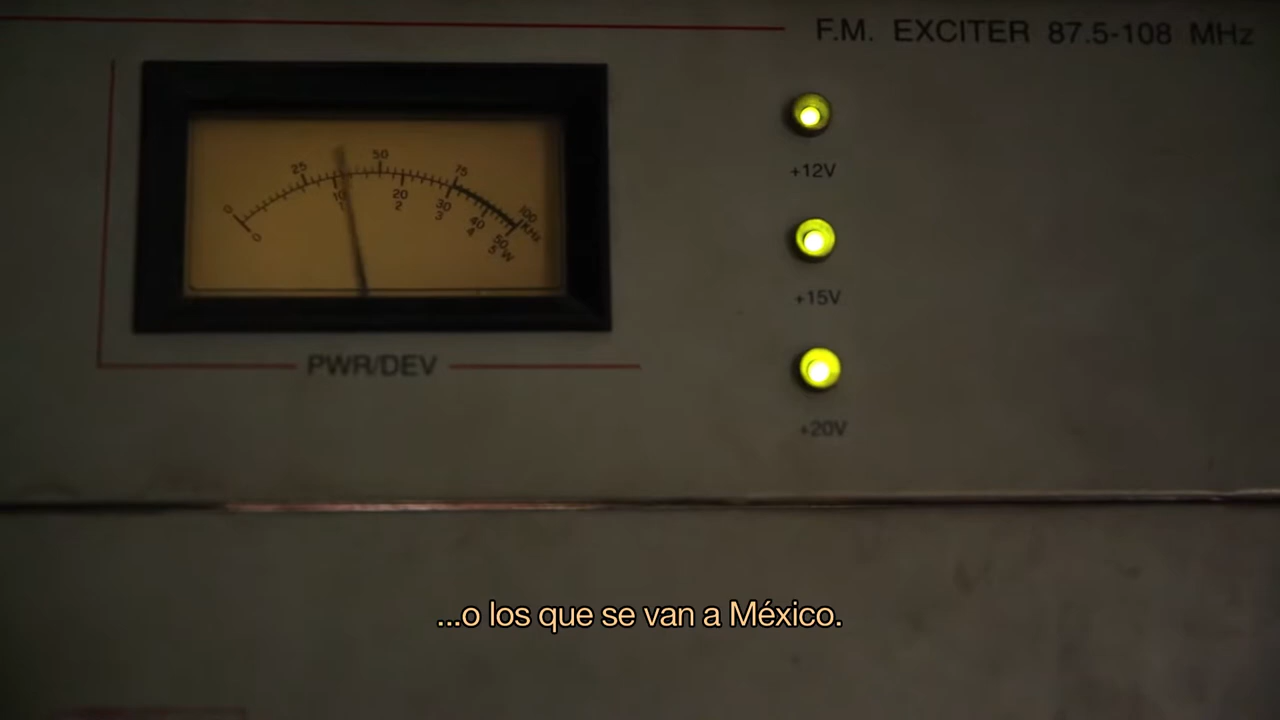 F.M. EXCITER 87.5-108 MHz
0 25 50 75 100 KHz
0 10 20 30 40 50
1 2 3 4 5 W
+12V
+15V
PWR/DEV
+20V
...o los que se van a México.